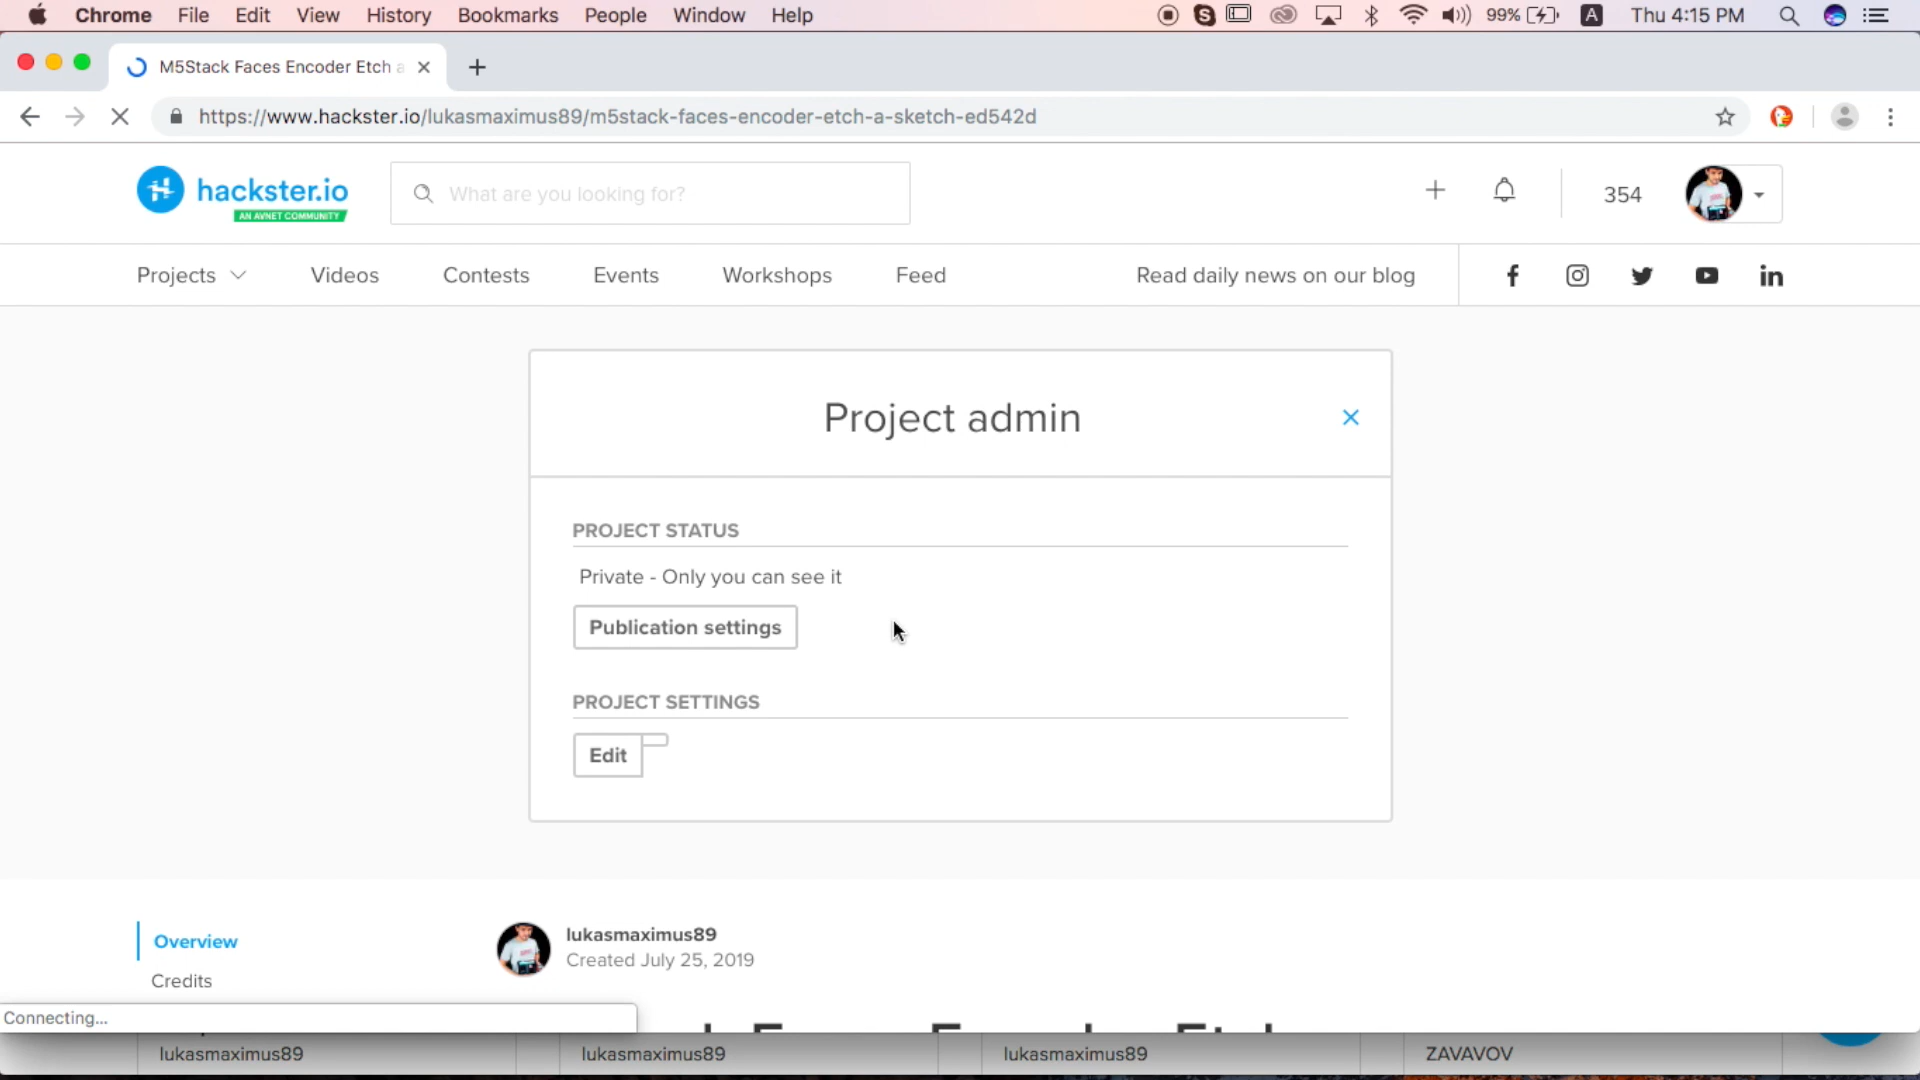 Chrome File Edit View History Bookmarks People Window Help 99% A Thu 4:15 PM
M5Stack Faces Encoder Etch a
https://www.hackster.io/lukasmaximus89/m5stack-faces-encoder-etch-a-sketch-ed542d
hackster.io
AN AVNET COMMUNITY
What are you looking for?
354
Projects Videos Contests Events Workshops Feed Read daily news on our blog
Project admin
PROJECT STATUS
Private - Only you can see it
Publication settings
PROJECT SETTINGS
Edit
Overview
Credits
lukasmaximus89
Created July 25, 2019
Connecting...
lukasmaximus89 lukasmaximus89 lukasmaximus89 ZAVAVOV